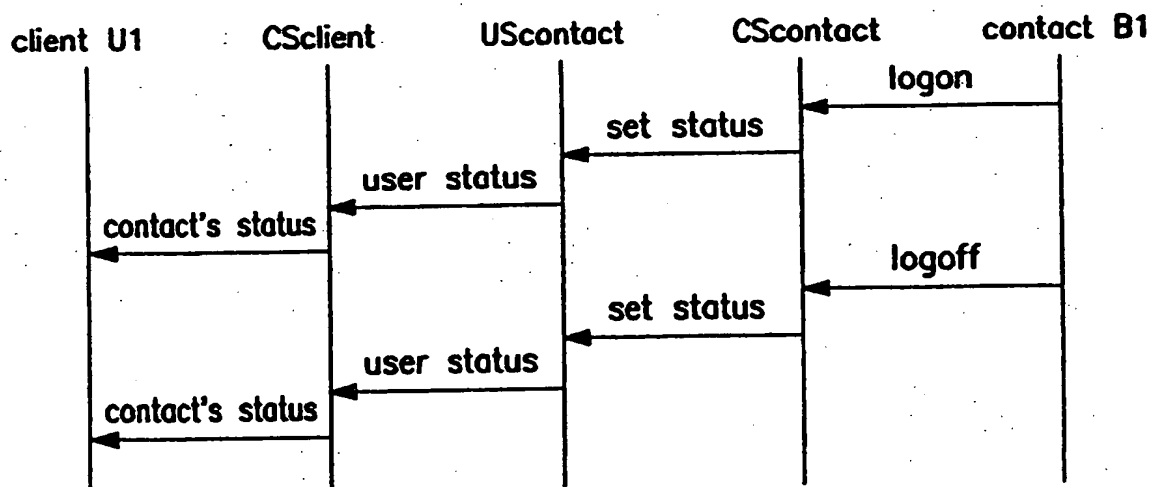 client U1 CSclient UScontact CScontact contact B1
logon
set status
user status
contact's status
logoff
set status
user status
contact's status